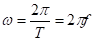 ω = 2π/T = 2πf